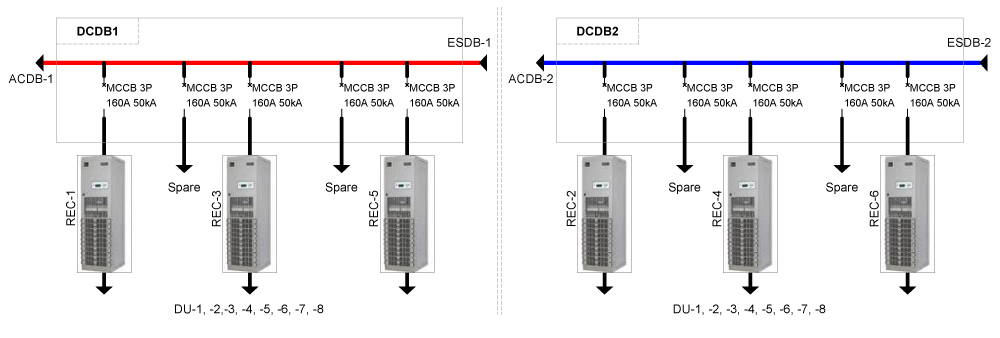 DCDB1
ESDB-1
ACDB-1
MCCB 3P
160A 50kA
MCCB 3P
160A 50kA
MCCB 3P
160A 50kA
MCCB 3P
160A 50kA
MCCB 3P
160A 50kA
REC-1
Spare
REC-3
Spare
REC-5
DU-1, -2,-3, -4, -5, -6, -7, -8
DCDB2
ESDB-2
ACDB-2
MCCB 3P
160A 50kA
MCCB 3P
160A 50kA
MCCB 3P
160A 50kA
MCCB 3P
160A 50kA
MCCB 3P
160A 50kA
REC-2
Spare
REC-4
Spare
REC-6
DU-1, -2, -3, -4, -5, -6, -7, -8